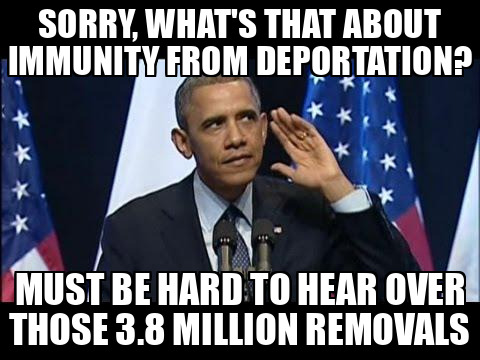 SORRY, WHAT'S THAT ABOUT
IMMUNITY FROM DEPORTATION?
MUST BE HARD TO HEAR OVER
THOSE 3.8 MILLION REMOVALS